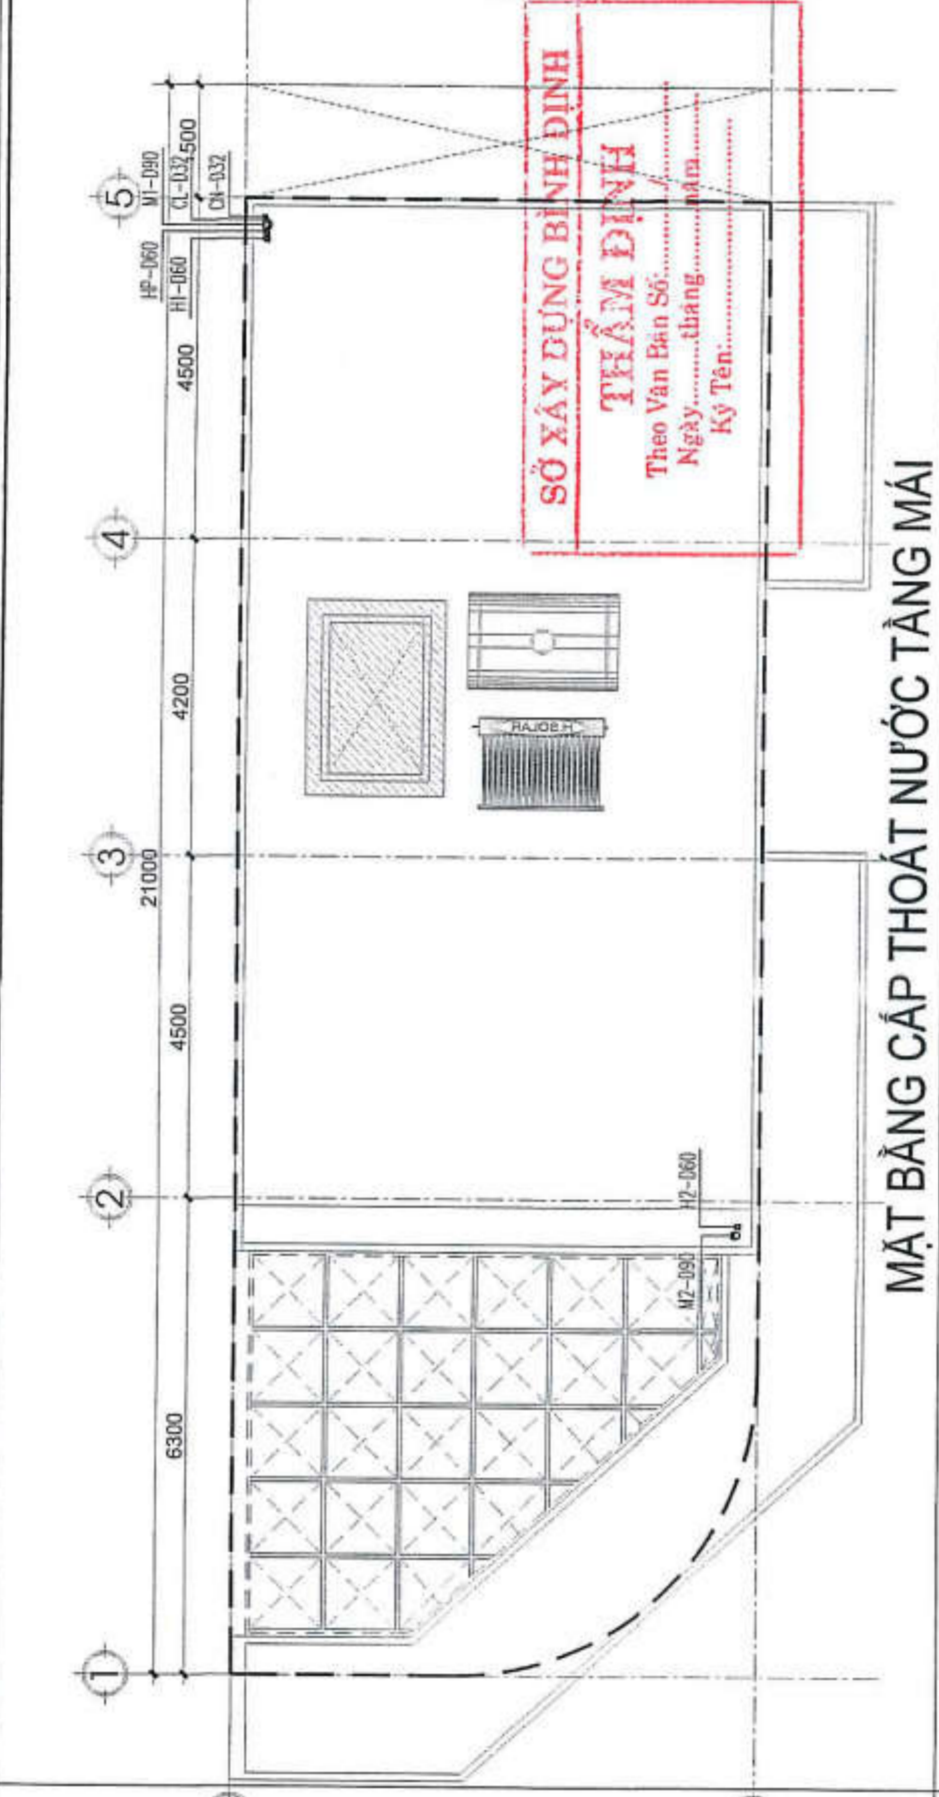 MẶT BẰNG CẤP THOÁT NƯỚC TẦNG MÁI
SỞ XÂY DỰNG BÌNH ĐỊNH
THẨM ĐỊNH
Theo Văn Bản Số:............/............
Ngày.........tháng.........năm.........
Ký Tên:..............................
1
2
3
4
5
21000
6300
4500
4200
4500
1500
HP-D60
H1-D60
M1-D90
CL-D32
CN-D32
M2-D90
H2-D60
H.SOLAR